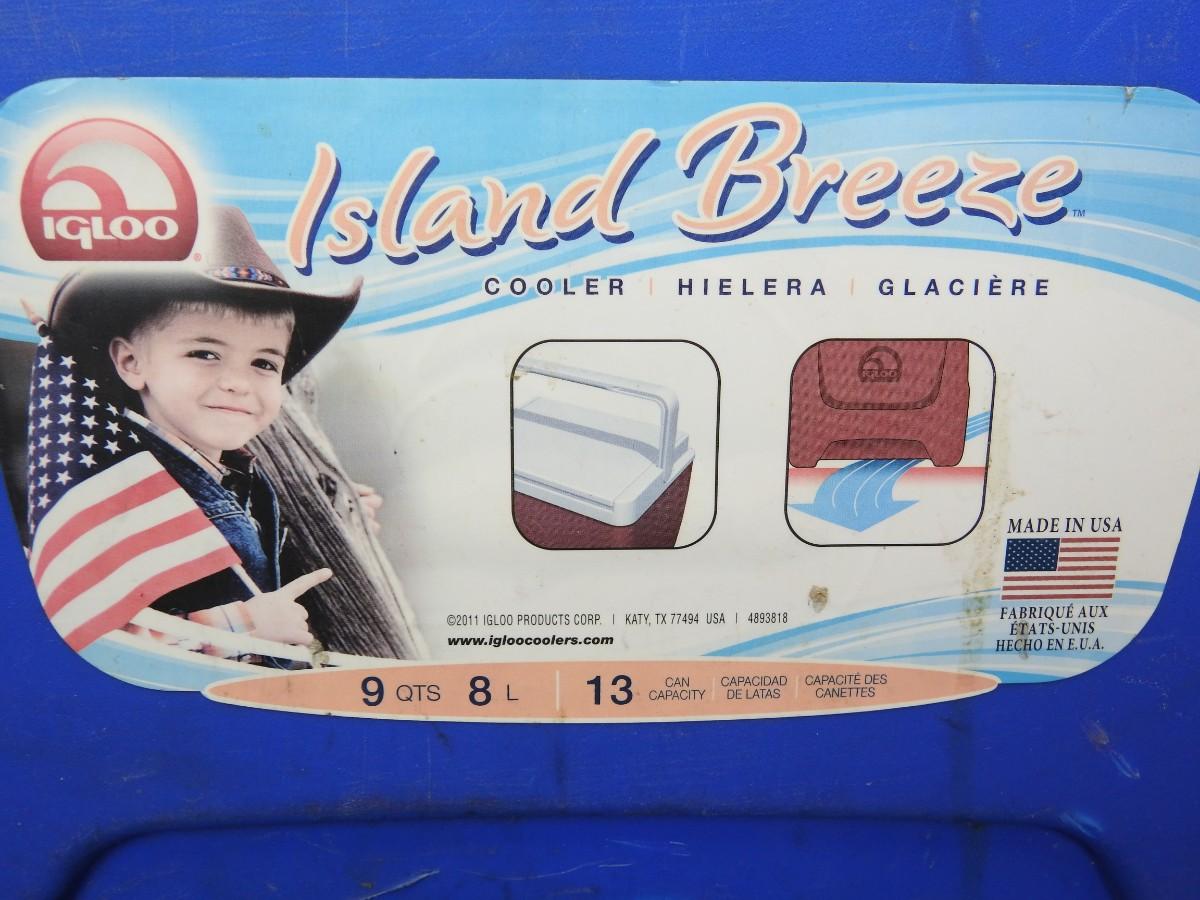 IGLOO®
Island Breeze™
COOLER | HIELERA | GLACIÈRE
IGLOO
MADE IN USA
FABRIQUÉ AUX
ÉTATS-UNIS
HECHO EN E.U.A.
©2011 IGLOO PRODUCTS CORP. | KATY, TX 77494 USA | 4893818
www.igloocoolers.com
9 QTS 8 L | 13 CAN CAPACITY | CAPACIDAD DE LATAS | CAPACITÉ DES CANETTES